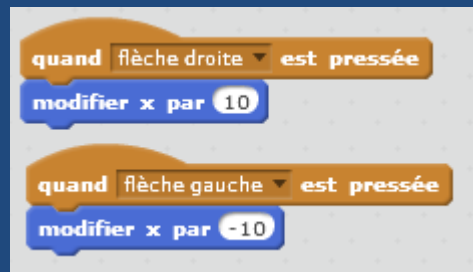 quand flèche droite est pressée
modifier x par 10
quand flèche gauche est pressée
modifier x par -10